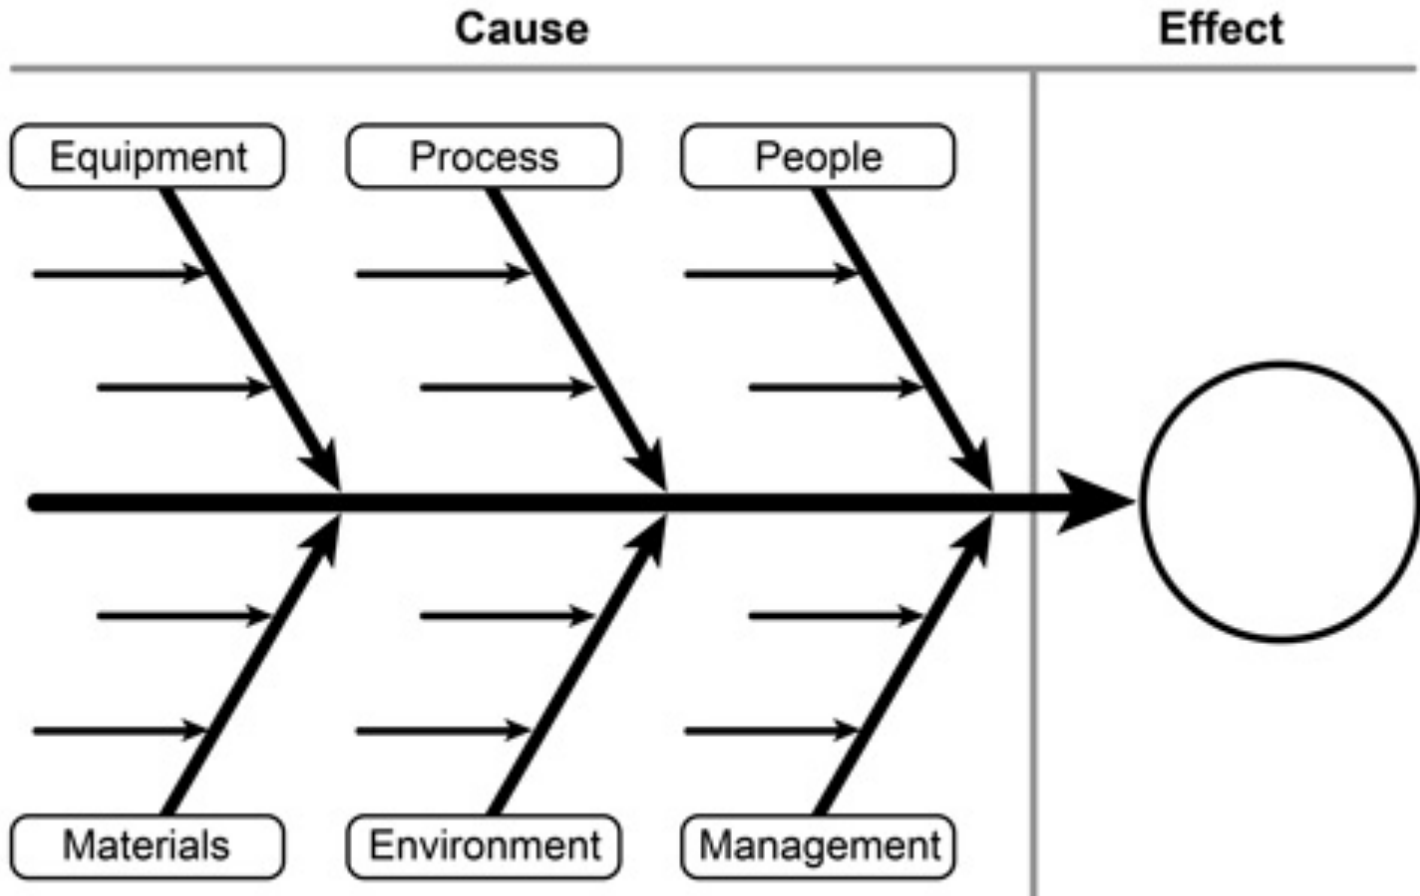 Cause
Effect
Equipment
Process
People
Materials
Environment
Management